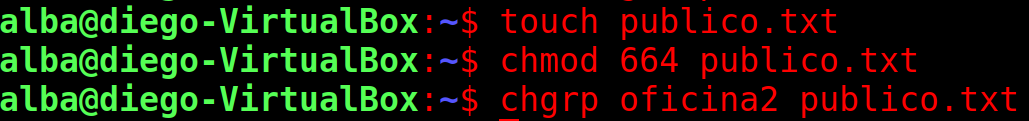 alba@diego-VirtualBox:~$ touch publico.txt
alba@diego-VirtualBox:~$ chmod 664 publico.txt
alba@diego-VirtualBox:~$ chgrp oficina2 publico.txt